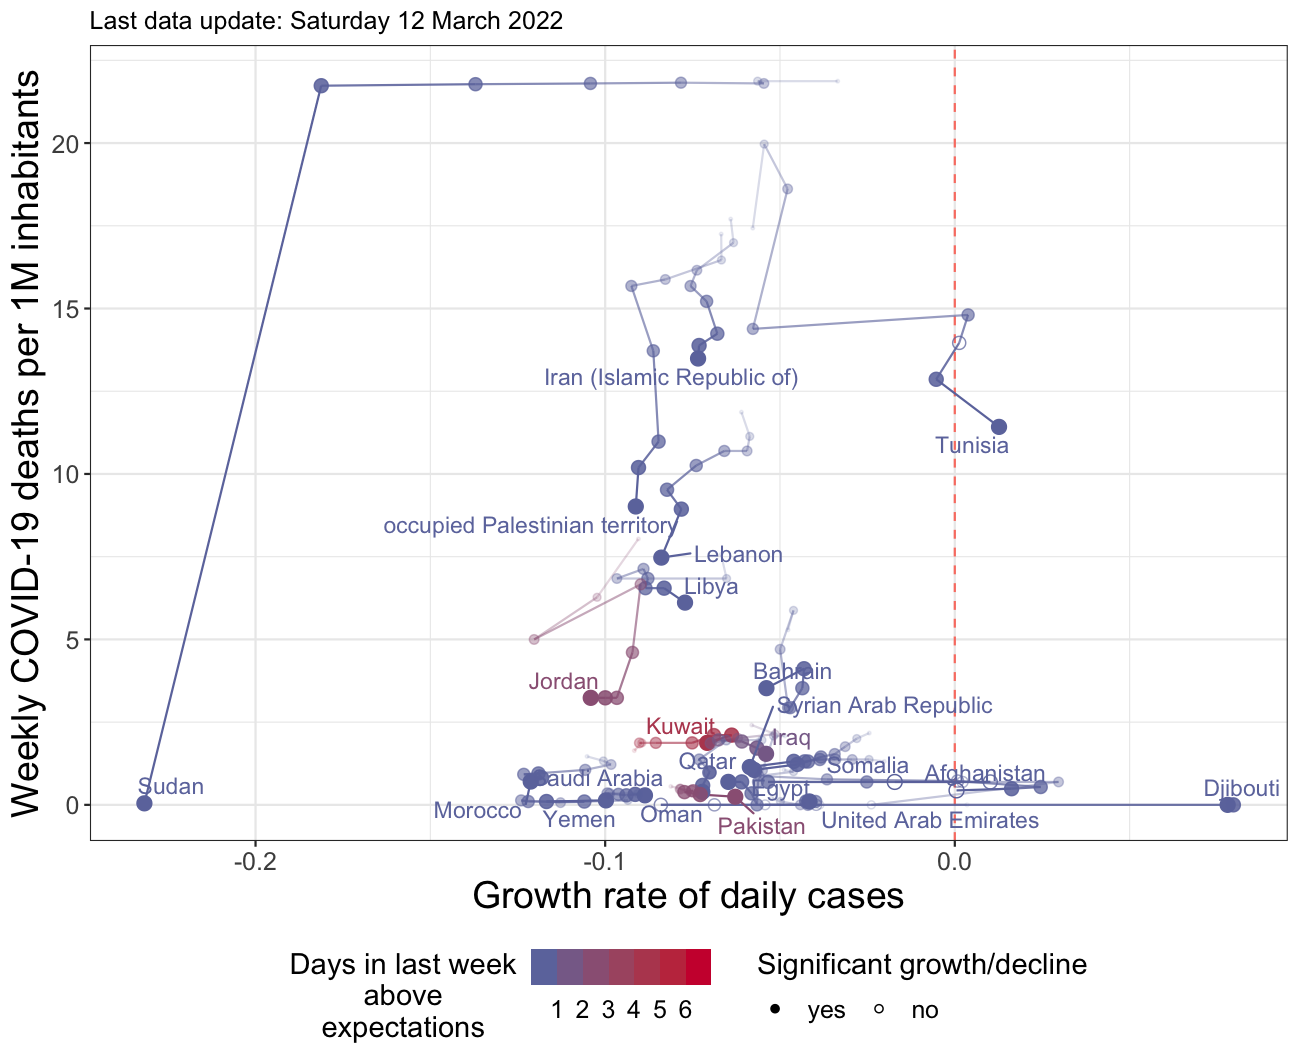 Last data update: Saturday 12 March 2022
Weekly COVID-19 deaths per 1M inhabitants
20
15
10
5
0
Iran (Islamic Republic of)
Tunisia
occupied Palestinian territory
Lebanon
Libya
Jordan
Bahrain
Syrian Arab Republic
Kuwait
Iraq
Qatar
Somalia
Afghanistan
Sudan
Saudi Arabia
Egypt
Djibouti
Morocco
Yemen
Oman
Pakistan
United Arab Emirates
-0.2
-0.1
0.0
Growth rate of daily cases
Days in last week
above
expectations
1 2 3 4 5 6
Significant growth/decline
yes no